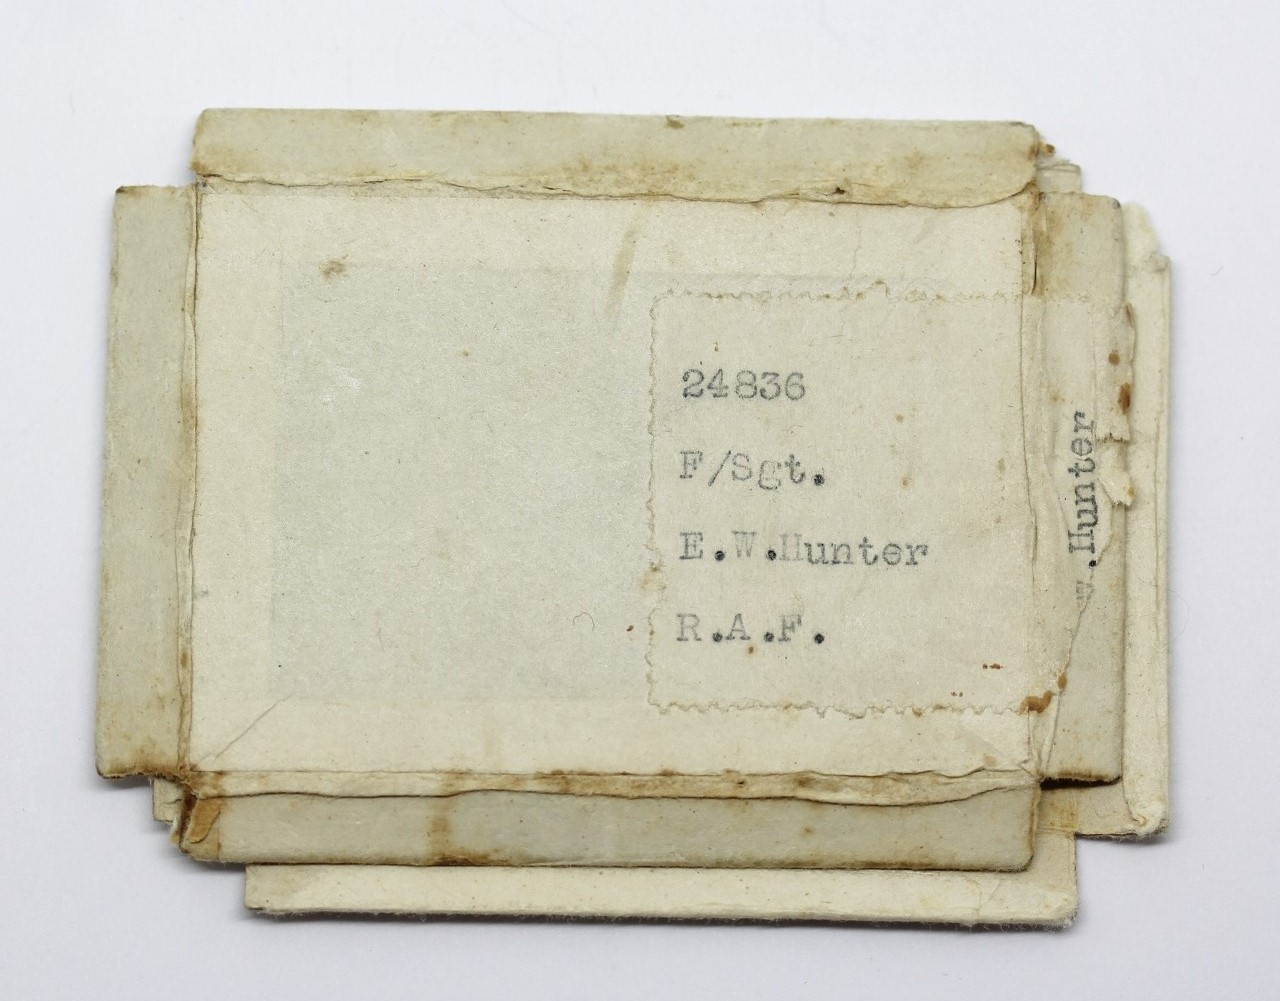 24836
F/Sgt.
E.W.Hunter
R.A.F.
W.Hunter